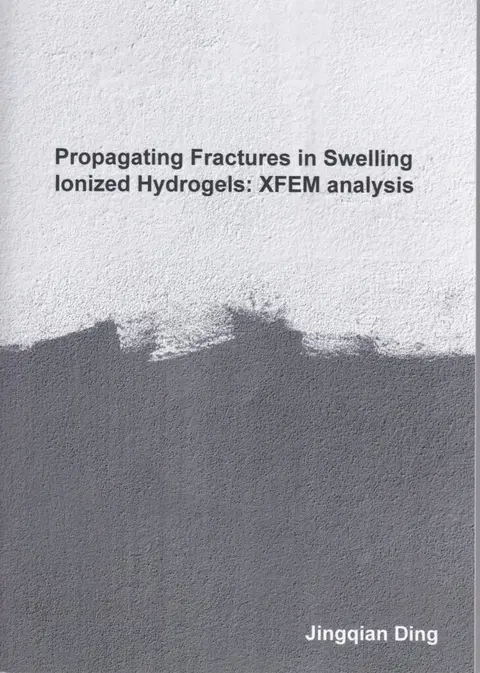 Propagating Fractures in Swelling
Ionized Hydrogels: XFEM analysis
Jingqian Ding